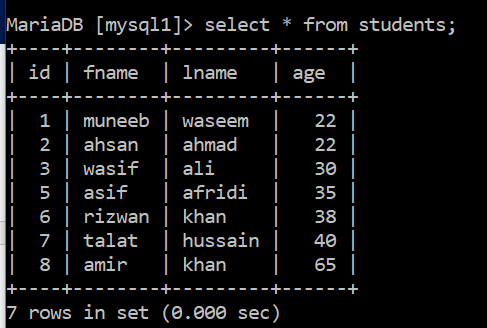 MariaDB [mysql1]> select * from students;
+----+--------+---------+------+
| id | fname  | lname   | age  |
+----+--------+---------+------+
|  1 | muneeb | waseem  |   22 |
|  2 | ahsan  | ahmad   |   22 |
|  3 | wasif  | ali     |   30 |
|  5 | asif   | afridi  |   35 |
|  6 | rizwan | khan    |   38 |
|  7 | talat  | hussain |   40 |
|  8 | amir   | khan    |   65 |
+----+--------+---------+------+
7 rows in set (0.000 sec)